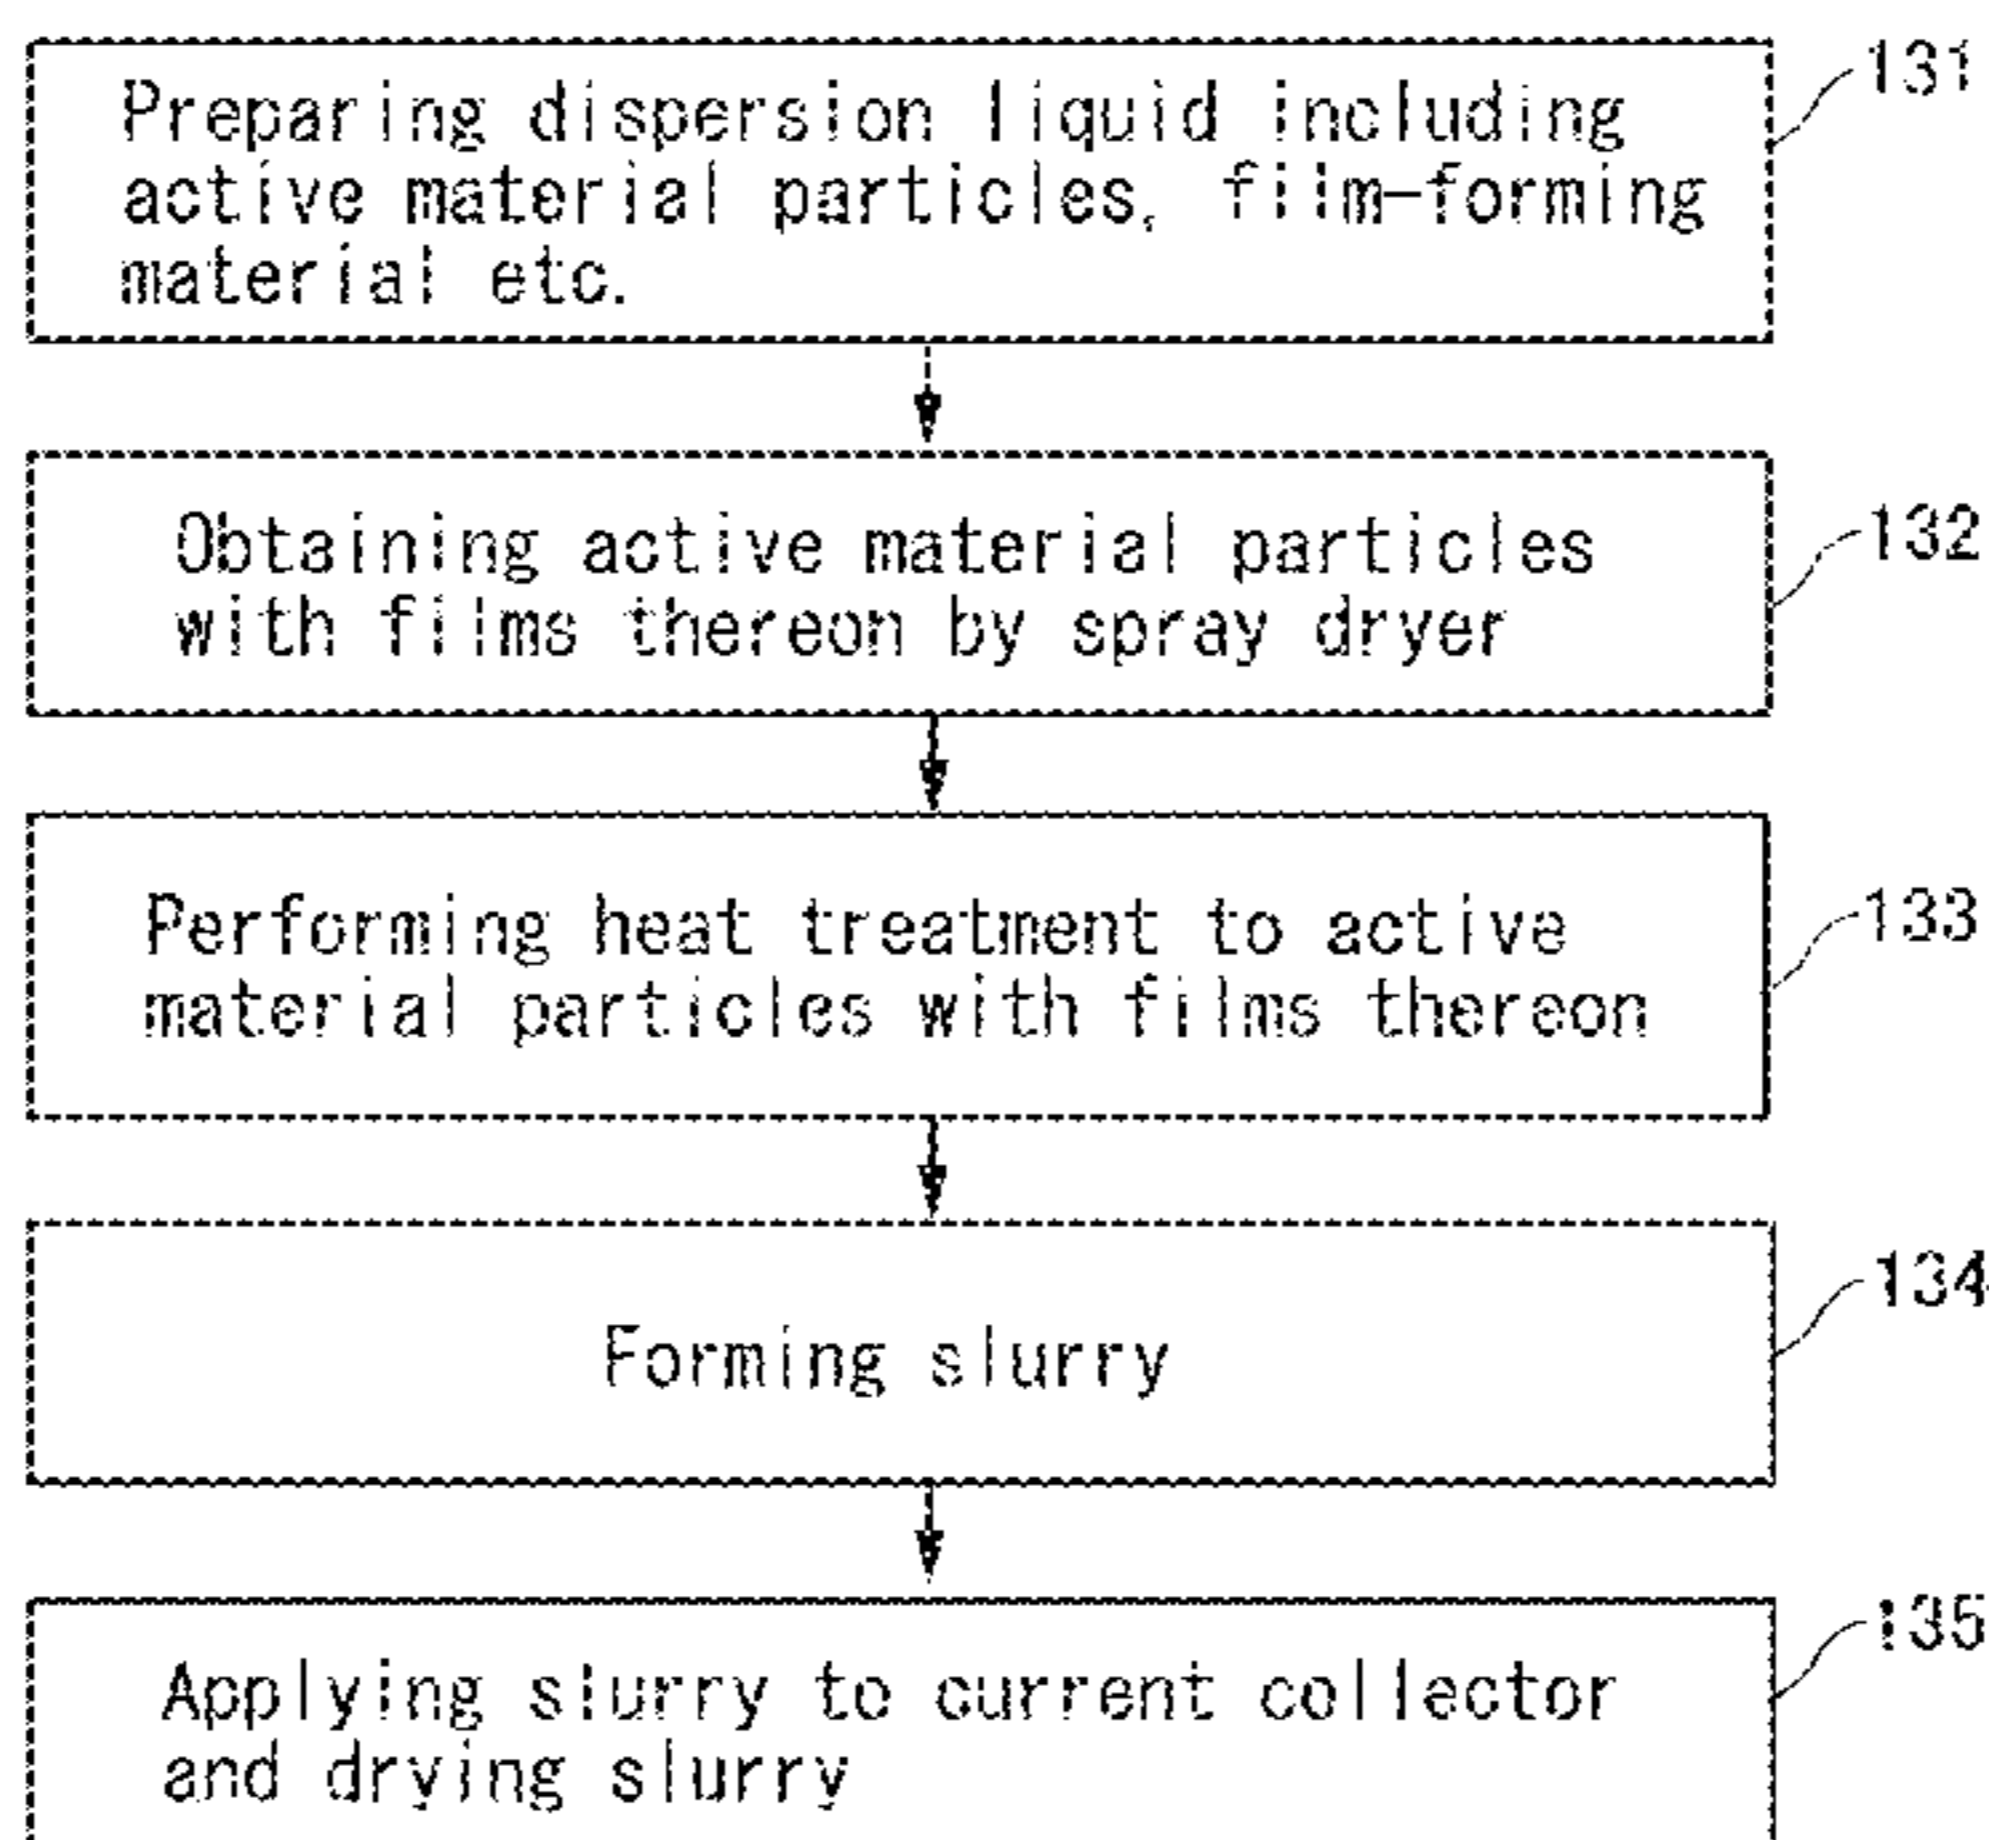 Preparing dispersion liquid including
active material particles, film-forming
material etc.
131
Obtaining active material particles
with films thereon by spray dryer
132
Performing heat treatment to active
material particles with films thereon
133
Forming slurry
134
Applying slurry to current collector
and drying slurry
135